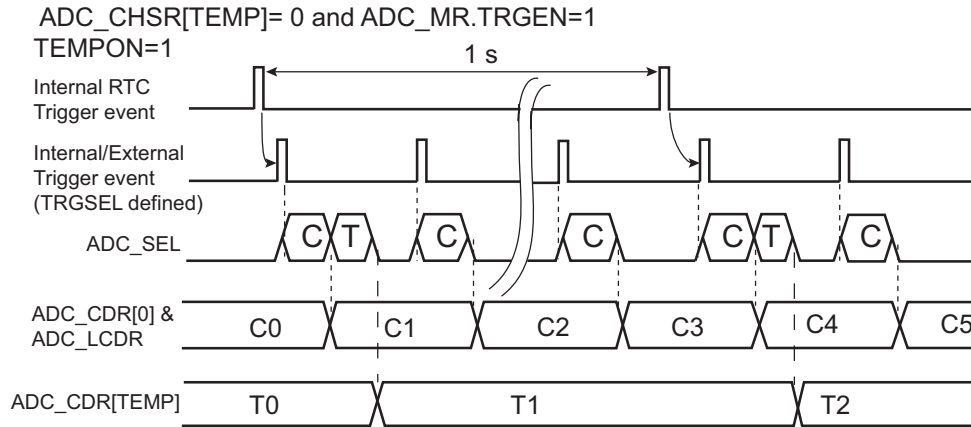 ADC_CHSR[TEMP]= 0 and ADC_MR.TRGEN=1
TEMPON=1
1 s
Internal RTC
Trigger event
Internal/External
Trigger event
(TRGSEL defined)
ADC_SEL
C T C C C T C
ADC_CDR[0] &
ADC_LCDR
C0 C1 C2 C3 C4 C5
ADC_CDR[TEMP]
T0 T1 T2